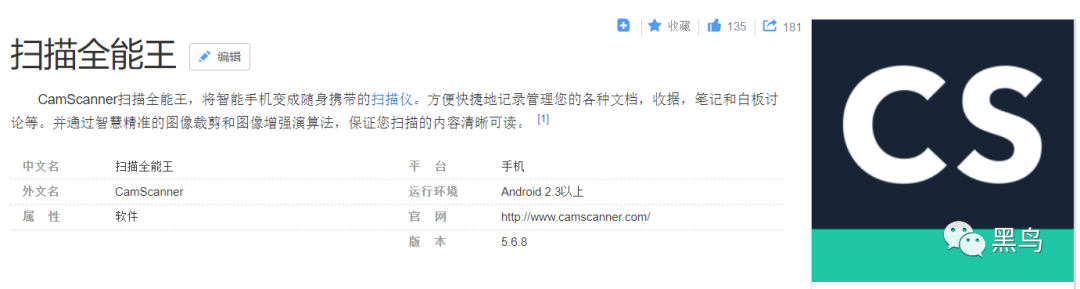 收藏 135 181
扫描全能王 编辑
CamScanner扫描全能王，将智能手机变成随身携带的扫描仪。方便快捷地记录管理您的各种文档，收据，笔记和白板讨
论等。并通过智慧精准的图像裁剪和图像增强演算法，保证您扫描的内容清晰可读。 [1]
中文名 扫描全能王 平 台 手机
外文名 CamScanner 运行环境 Android 2.3以上
属 性 软件 官 网 http://www.camscanner.com/
版 本 5.6.8
CS
黑鸟